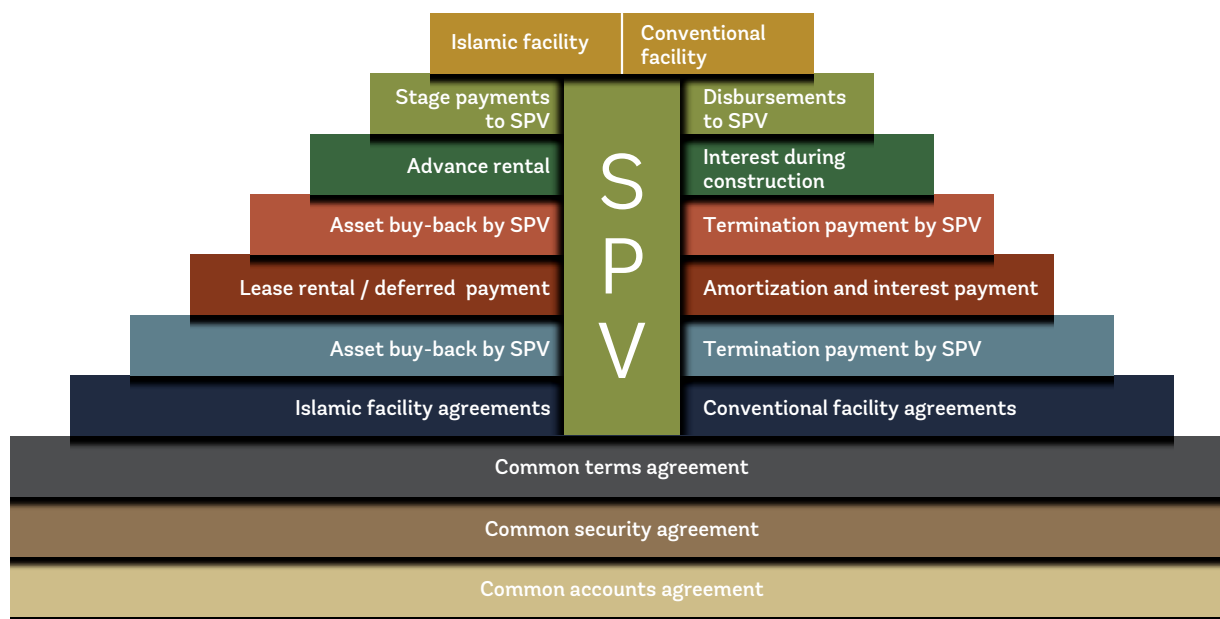 Islamic facility
Conventional
facility
Stage payments
to SPV
Disbursements
to SPV
Advance rental
Interest during
construction
Asset buy-back by SPV
Termination payment by SPV
Lease rental / deferred payment
Amortization and interest payment
Asset buy-back by SPV
Termination payment by SPV
Islamic facility agreements
Conventional facility agreements
S
P
V
Common terms agreement
Common security agreement
Common accounts agreement